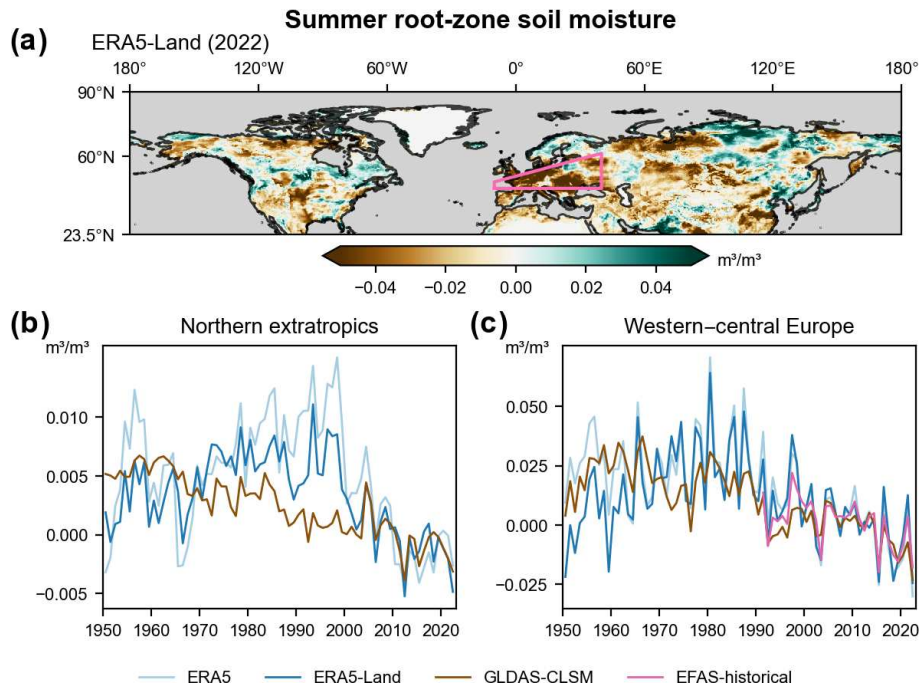 Summer root-zone soil moisture
(a)
ERA5-Land (2022)
180° 120°W 60°W 0° 60°E 120°E 180°
90°N
60°N
23.5°N
m³/m³
−0.04 −0.02 0.00 0.02 0.04
(b) Northern extratropics
m³/m³
0.010
0.005
0.000
−0.005
1950 1960 1970 1980 1990 2000 2010 2020
(c) Western–central Europe
m³/m³
0.050
0.025
0.000
−0.025
1950 1960 1970 1980 1990 2000 2010 2020
ERA5 ERA5-Land GLDAS-CLSM EFAS-historical